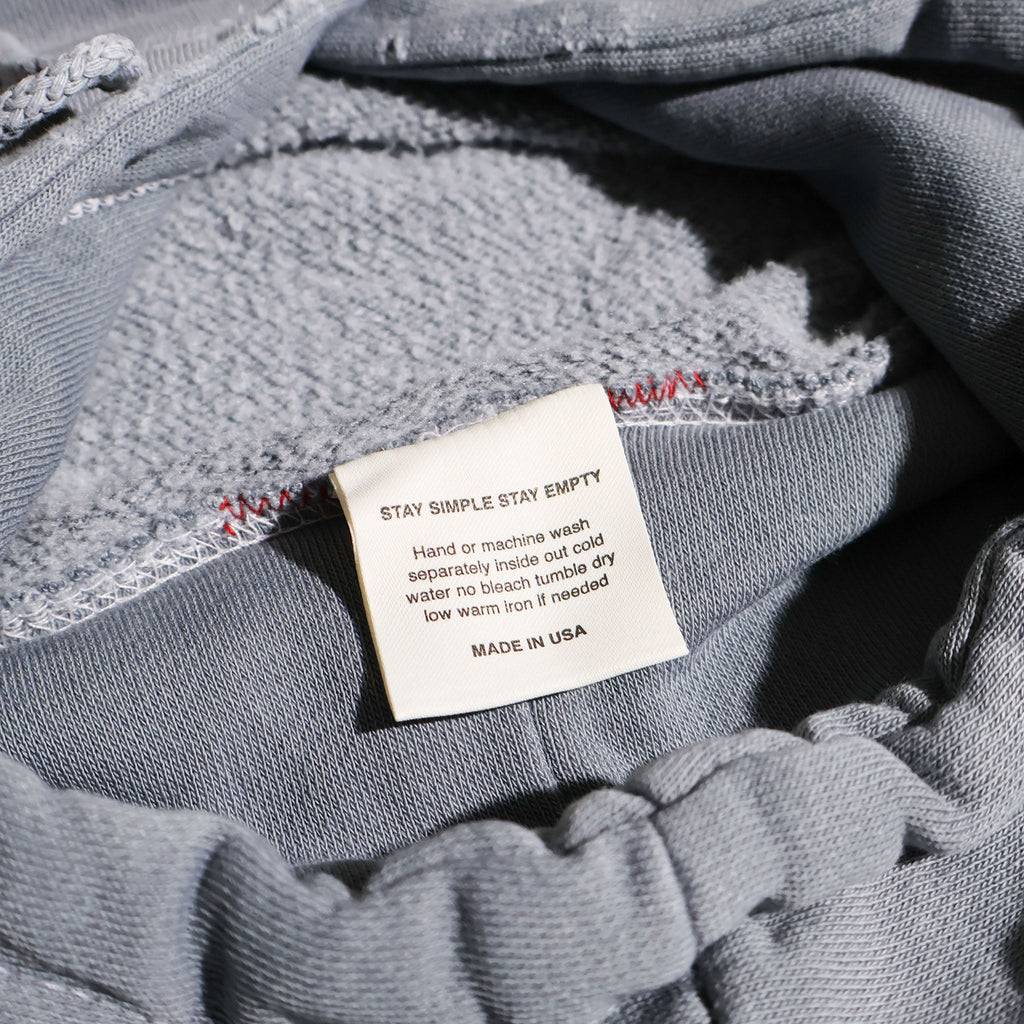 STAY SIMPLE STAY EMPTY
Hand or machine wash
separately inside out cold
water no bleach tumble dry
low warm iron if needed
MADE IN USA